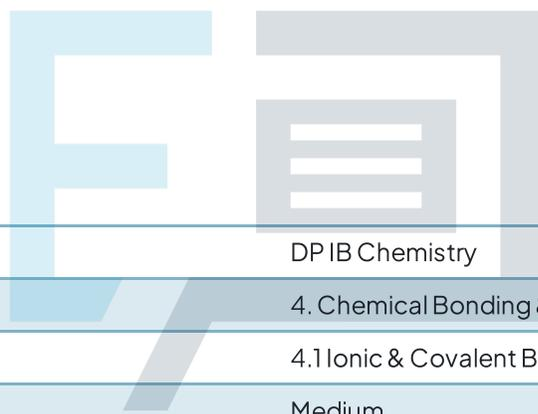 DP IB Chemistry
4. Chemical Bonding
4.1 Ionic & Covalent B
Medium